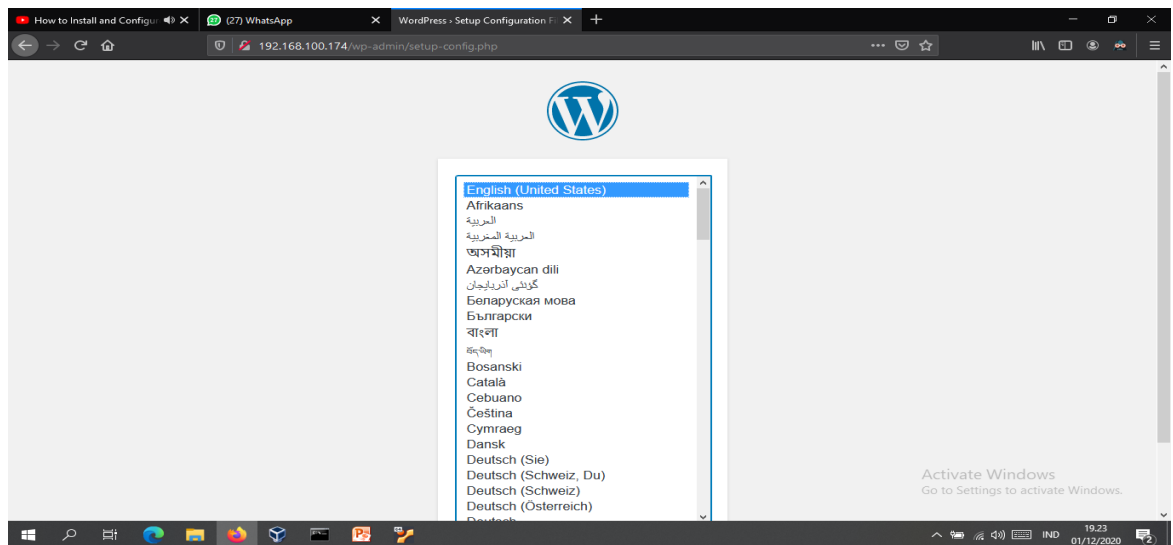 How to Install and Configur
(27) WhatsApp
WordPress › Setup Configuration Fi
192.168.100.174/wp-admin/setup-config.php
English (United States)
Afrikaans
العربية
العربية المغربية
অসমীয়া
Azərbaycan dili
گؤنئی آذربایجان
Беларуская мова
Български
বাংলা
བོད་ཡིག
Bosanski
Català
Cebuano
Čeština
Cymraeg
Dansk
Deutsch (Sie)
Deutsch (Schweiz, Du)
Deutsch (Schweiz)
Deutsch (Österreich)
Deutsch
Activate Windows
Go to Settings to activate Windows.
IND
19.23
01/12/2020
2